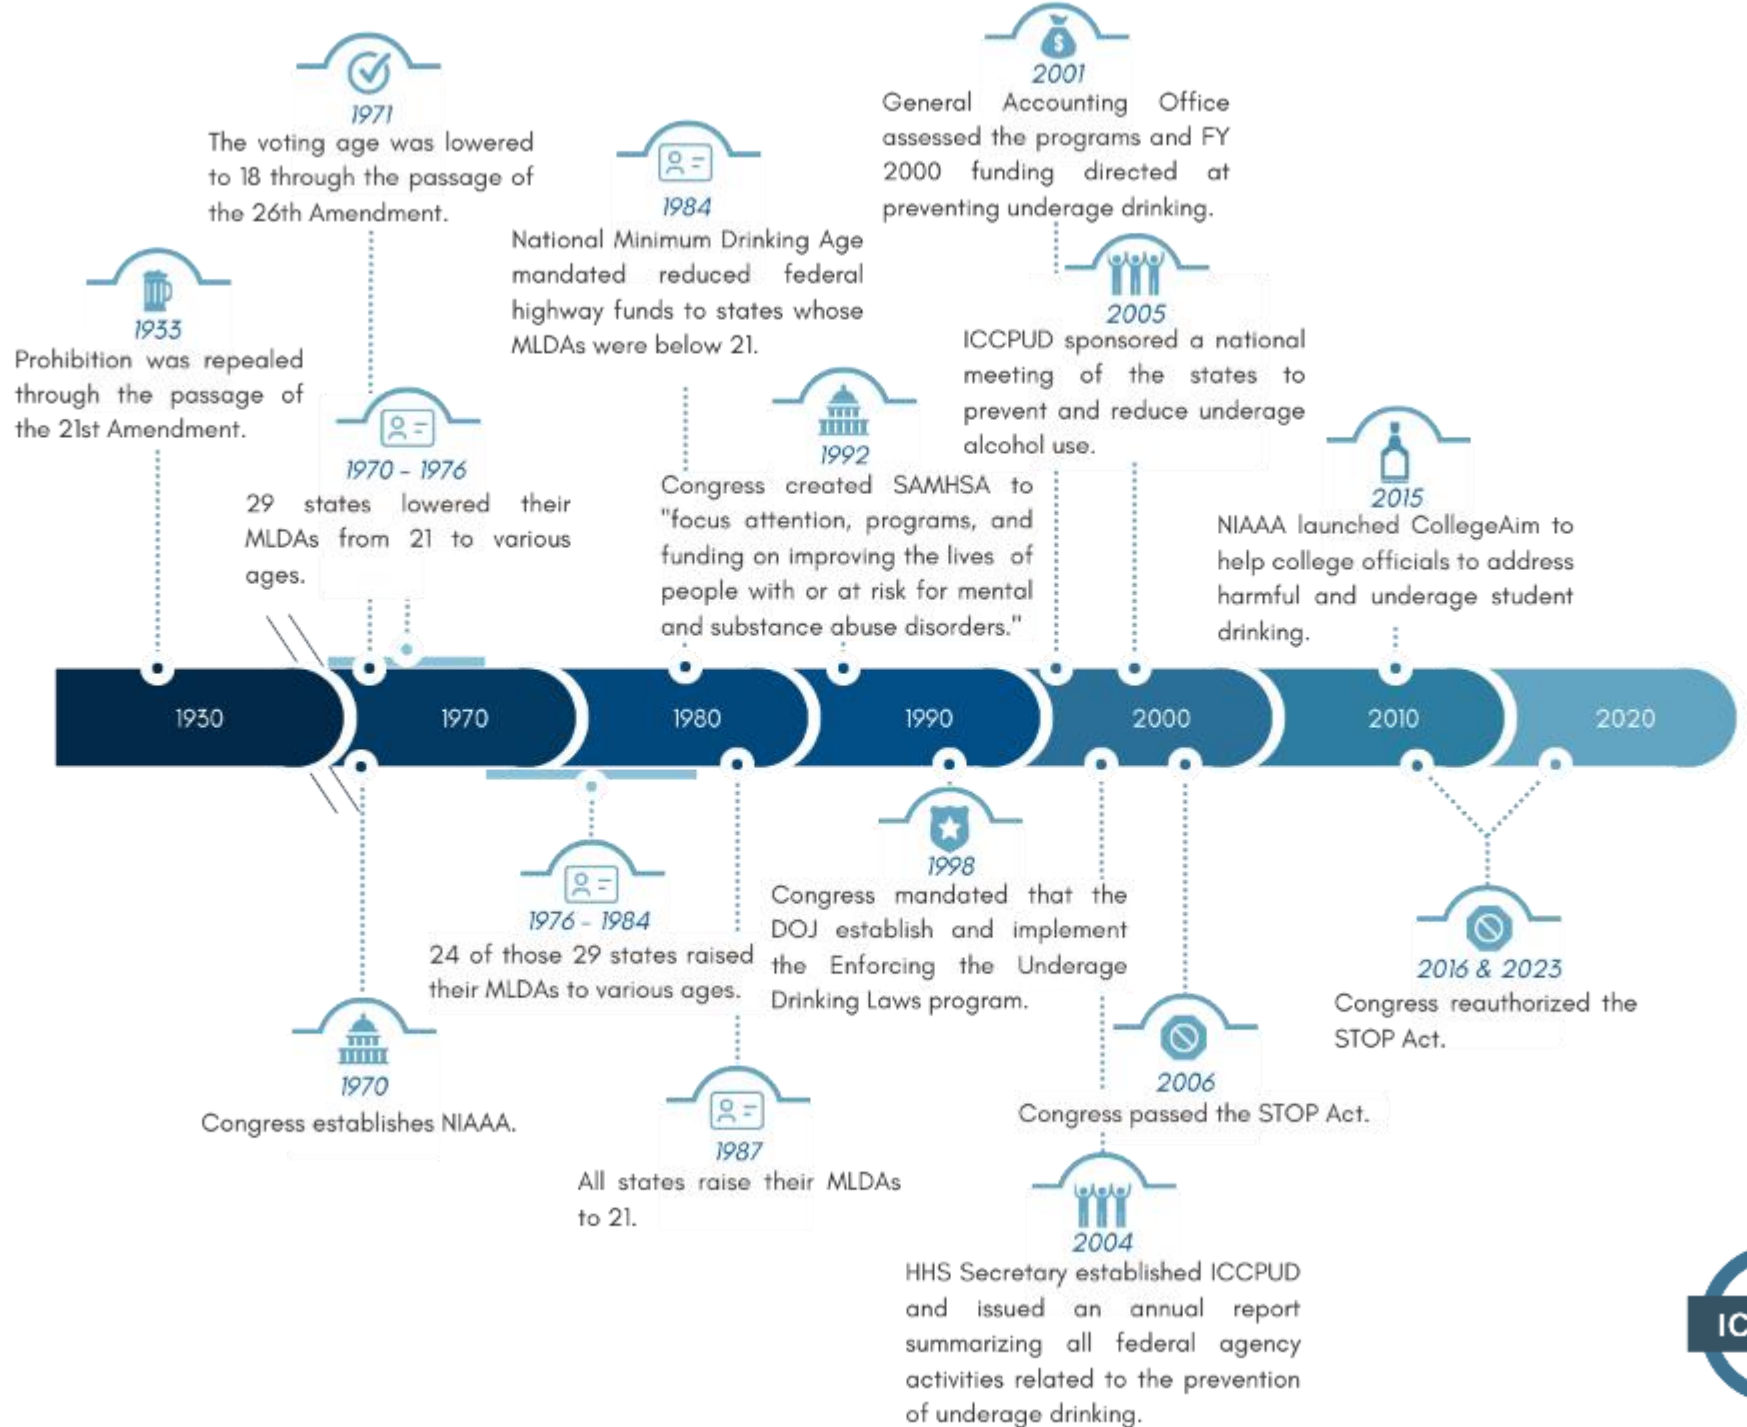 1971
The voting age was lowered
to 18 through the passage of
the 26th Amendment.
2001
General Accounting Office
assessed the programs and FY
2000 funding directed at
preventing underage drinking.
1984
National Minimum Drinking Age
mandated reduced federal
highway funds to states whose
MLDAs were below 21.
1933
Prohibition was repealed
through the passage of
the 21st Amendment.
2005
ICCPUD sponsored a national
meeting of the states to
prevent and reduce underage
alcohol use.
1970 - 1976
29 states lowered their
MLDAs from 21 to various
ages.
1992
Congress created SAMHSA to
"focus attention, programs, and
funding on improving the lives of
people with or at risk for mental
and substance abuse disorders."
2015
NIAAA launched CollegeAim to
help college officials to address
harmful and underage student
drinking.
1930
1970
1980
1990
2000
2010
2020
1976 - 1984
24 of those 29 states raised
their MLDAs to various ages.
1998
Congress mandated that the
DOJ establish and implement
the Enforcing the Underage
Drinking Laws program.
2016 & 2023
Congress reauthorized the
STOP Act.
1970
Congress establishes NIAAA.
2006
Congress passed the STOP Act.
1987
All states raise their MLDAs
to 21.
2004
HHS Secretary established ICCPUD
and issued an annual report
summarizing all federal agency
activities related to the prevention
of underage drinking.
IC